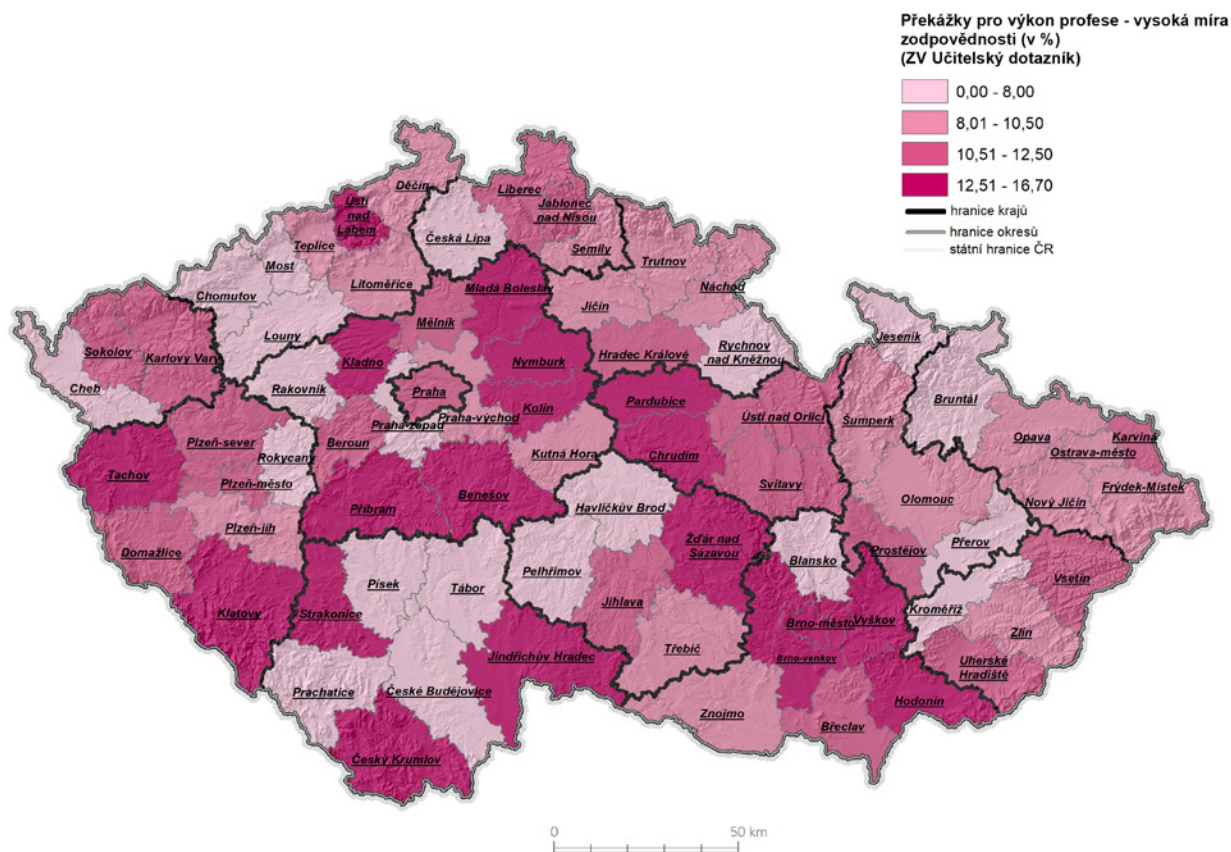 Překážky pro výkon profese - vysoká míra
zodpovědnosti (v %)
(ZV Učitelský dotazník)
0,00 - 8,00
8,01 - 10,50
10,51 - 12,50
12,51 - 16,70
hranice krajů
hranice okresů
státní hranice ČR
Děčín
Liberec
Ústí
nad
Labem
Jablonec
nad Nisou
Česká Lípa
Teplice
Semily
Most
Trutnov
Litoměřice
Mladá Boleslav
Náchod
Chomutov
Jičín
Mělník
Louny
Jeseník
Sokolov
Karlovy Vary
Kladno
Nymburk
Hradec Králové
Rychnov
nad Kněžnou
Cheb
Rakovník
Praha
Bruntál
Pardubice
Kolín
Praha-východ
Praha-západ
Ústí nad Orlicí
Šumperk
Beroun
Plzeň-sever
Opava
Karviná
Ostrava-město
Rokycany
Kutná Hora
Chrudim
Tachov
Plzeň-město
Benešov
Svitavy
Frýdek-Místek
Příbram
Olomouc
Nový Jičín
Havlíčkův Brod
Plzeň-jih
Žďár nad
Sázavou
Přerov
Domažlice
Prostějov
Blansko
Pelhřimov
Vsetín
Písek
Tábor
Jihlava
Kroměříž
Klatovy
Strakonice
Brno-město
Vyškov
Zlín
Třebíč
Jindřichův Hradec
Brno-venkov
Uherské
Hradiště
Prachatice
České Budějovice
Hodonín
Znojmo
Břeclav
Český Krumlov
0
50 km